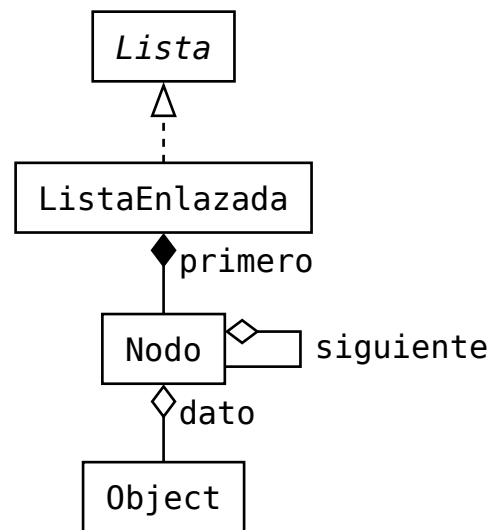 Lista
ListaEnlazada
primero
Nodo
siguiente
dato
Object